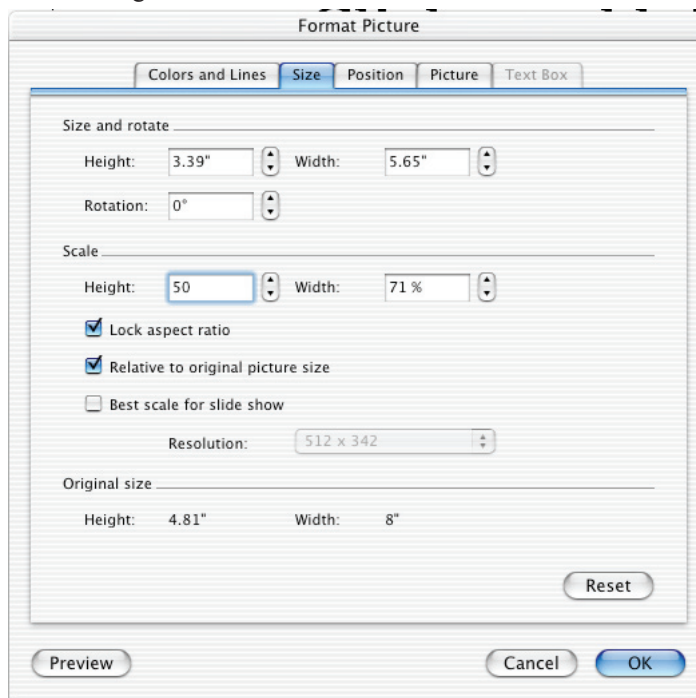 Format Picture
Colors and Lines Size Position Picture Text Box
Size and rotate
Height: 3.39" Width: 5.65"
Rotation: 0°
Scale
Height: 50 Width: 71 %
Lock aspect ratio
Relative to original picture size
Best scale for slide show
Resolution: 512 x 342
Original size
Height: 4.81" Width: 8"
Reset
Preview Cancel OK